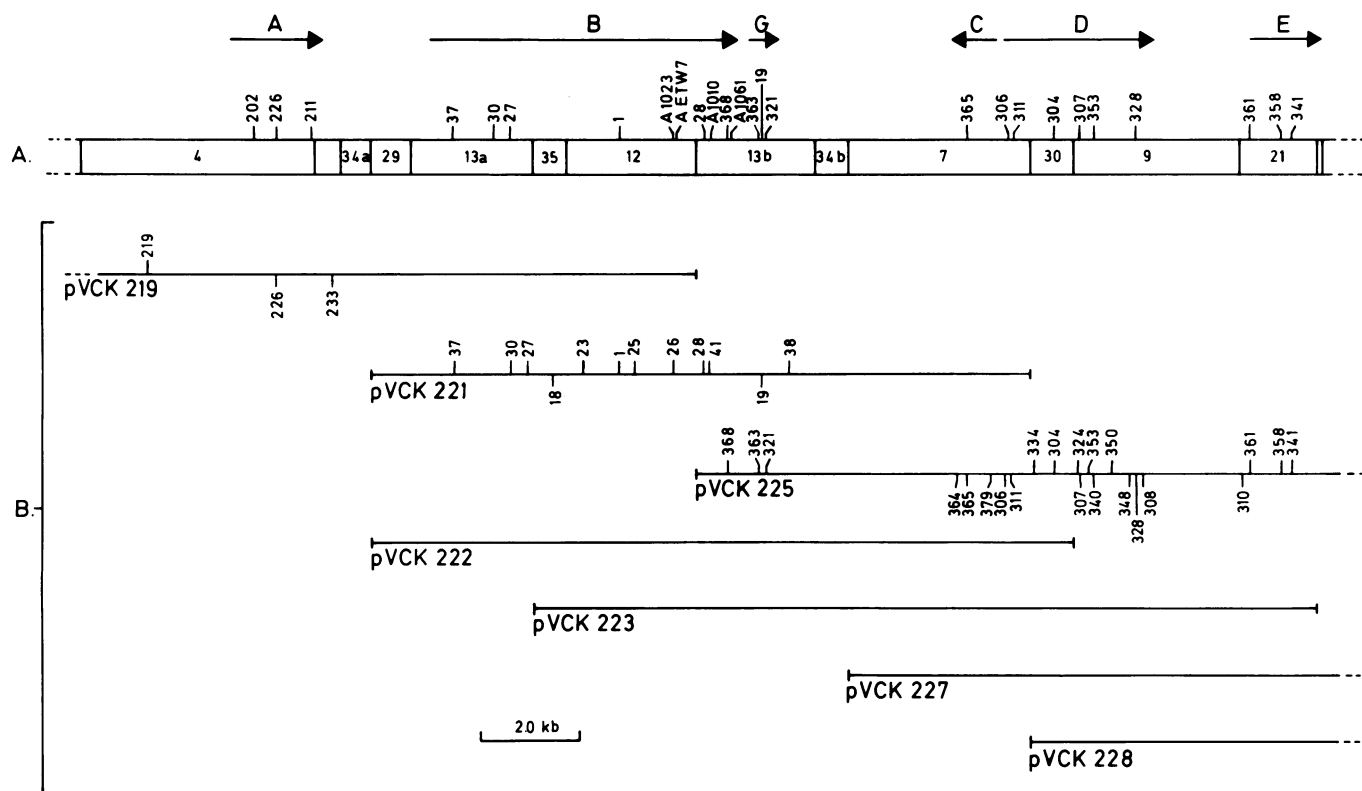 A B G C D E
202 226 211 37 30 27 1 A1023 A ETW7 28 A1010 368 A1061 363 19 321 365 306 311 304 307 353 328 361 358 341
A. 4 34a 29 13a 35 12 13b 34b 7 30 9 21
B.
219
pVCK 219
226 233
37 30 27 23 1 25 26 28 41 38
pVCK 221
18 19
368 363 321 334 304 324 353 350 361 358 341
pVCK 225
364 365 379 306 311 307 340 348 328 308 310
pVCK 222
pVCK 223
pVCK 227
2.0 kb
pVCK 228